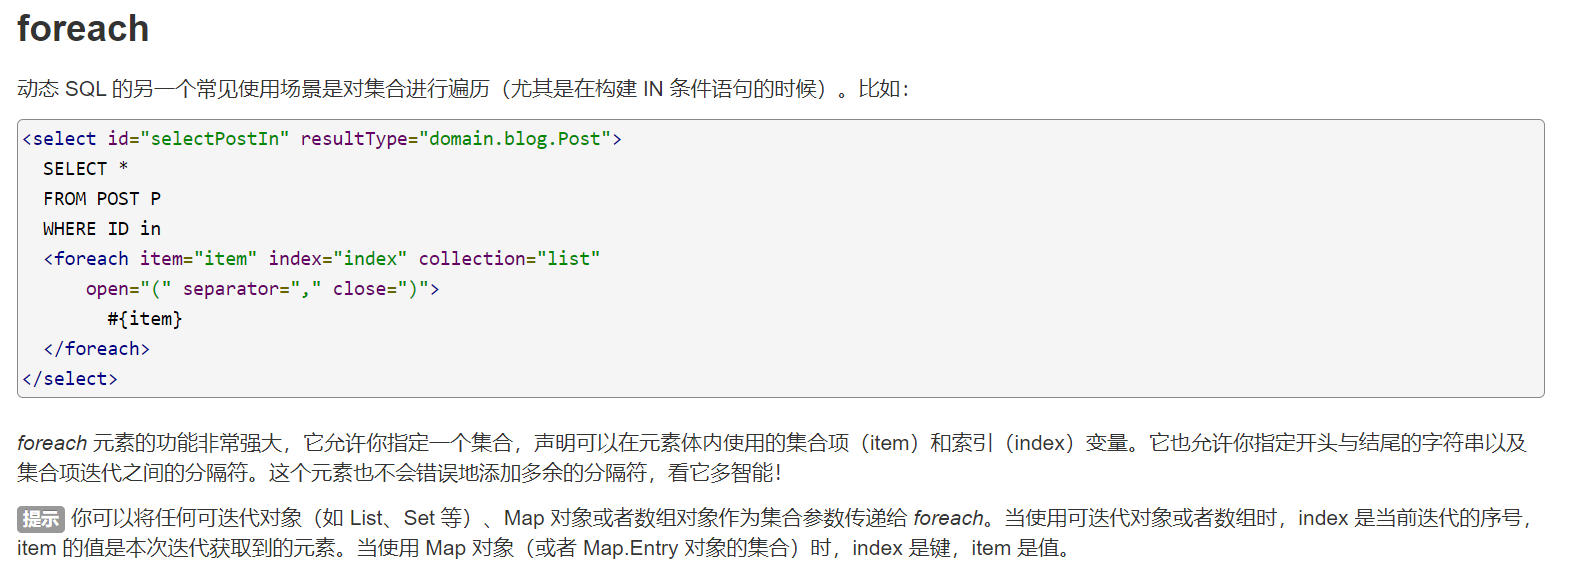 foreach
动态 SQL 的另一个常见使用场景是对集合进行遍历（尤其是在构建 IN 条件语句的时候）。比如：
<select id="selectPostIn" resultType="domain.blog.Post">
  SELECT *
  FROM POST P
  WHERE ID in
  <foreach item="item" index="index" collection="list"
      open="(" separator="," close=")">
        #{item}
  </foreach>
</select>
foreach 元素的功能非常强大，它允许你指定一个集合，声明可以在元素体内使用的集合项（item）和索引（index）变量。它也允许你指定开头与结尾的字符串以及
集合项迭代之间的分隔符。这个元素也不会错误地添加多余的分隔符，看它多智能！
提示 你可以将任何可迭代对象（如 List、Set 等）、Map 对象或者数组对象作为集合参数传递给 foreach。当使用可迭代对象或者数组时，index 是当前迭代的序号，
item 的值是本次迭代获取到的元素。当使用 Map 对象（或者 Map.Entry 对象的集合）时，index 是键，item 是值。